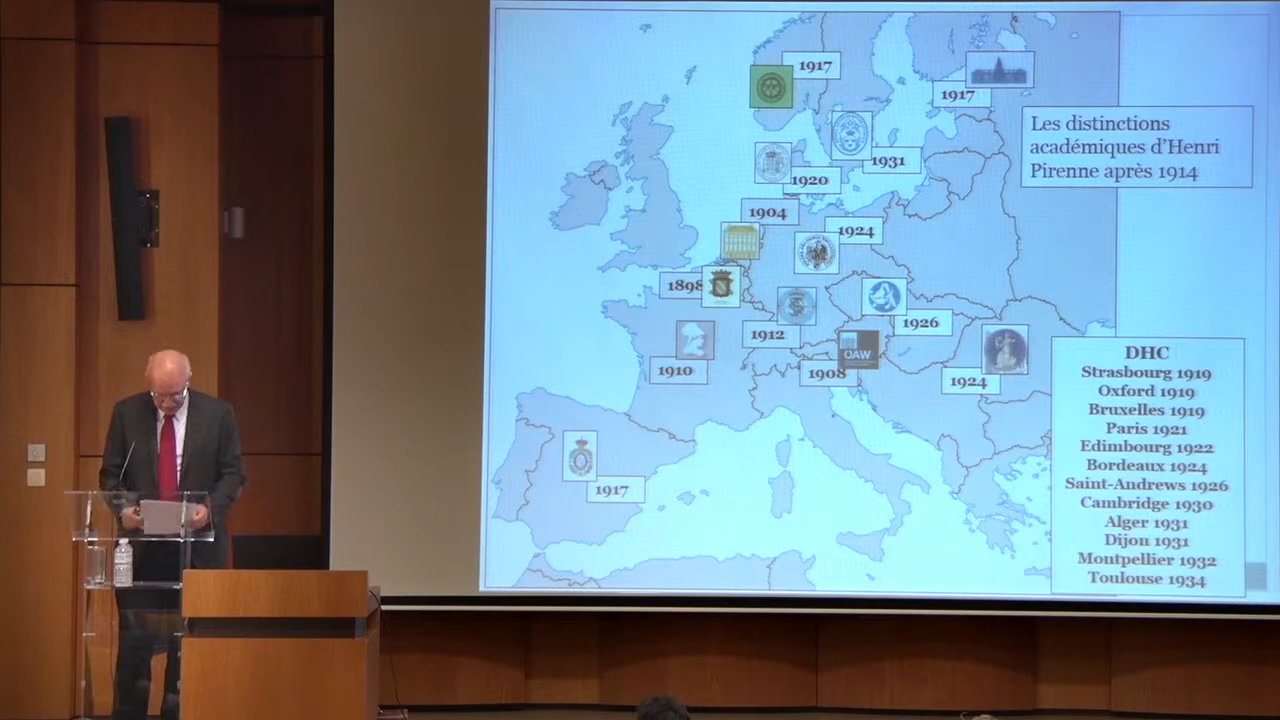 1917
1917
Les distinctions
académiques d'Henri
Pirenne après 1914
1931
1920
1904
1924
1898
1926
1912
OAW
1910
1908
1924
1917
DHC
Strasbourg 1919
Oxford 1919
Bruxelles 1919
Paris 1921
Edimbourg 1922
Bordeaux 1924
Saint-Andrews 1926
Cambridge 1930
Alger 1931
Dijon 1931
Montpellier 1932
Toulouse 1934